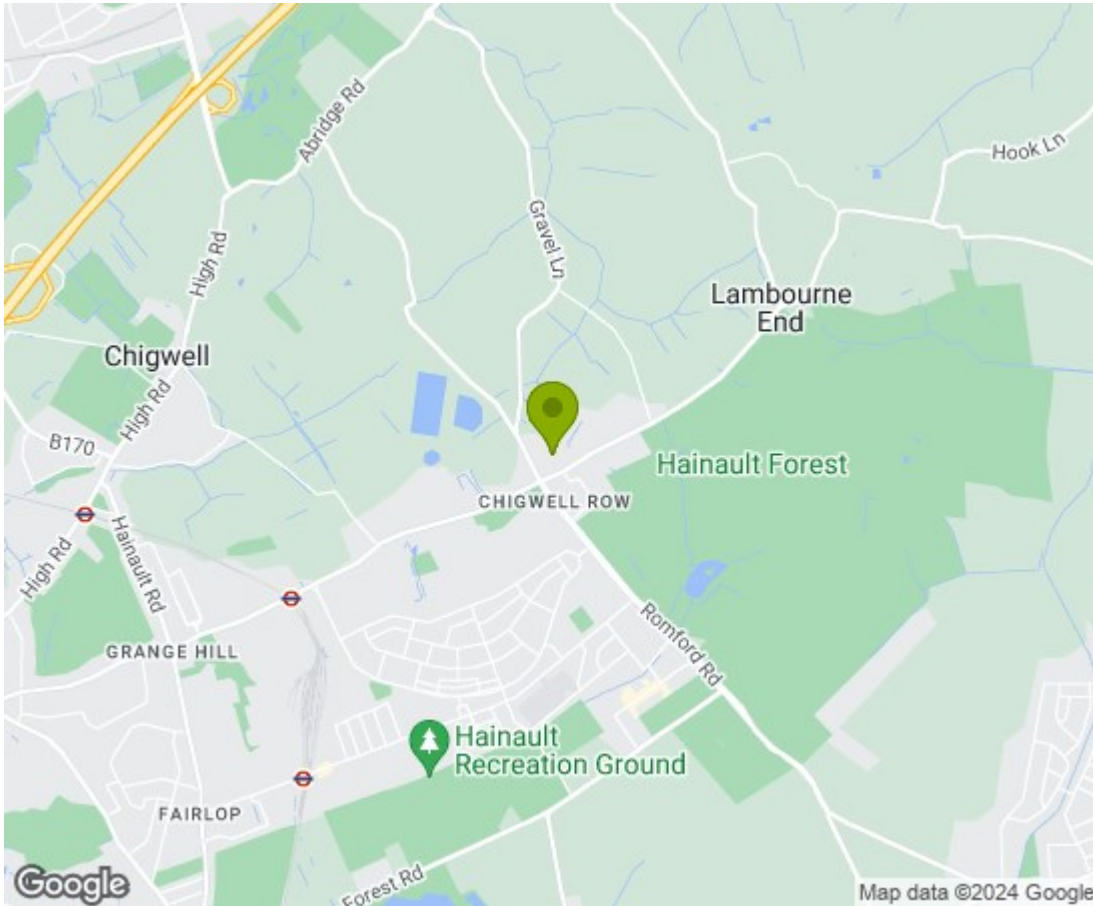 Abridge Rd
Hook Ln
Gravel Ln
High Rd
Lambourne
End
Chigwell
High Rd
B170
Hainault Forest
CHIGWELL ROW
High Rd
Hainault Rd
Romford Rd
GRANGE HILL
Hainault
Recreation Ground
FAIRLOP
Forest Rd
Google
Map data ©2024 Google